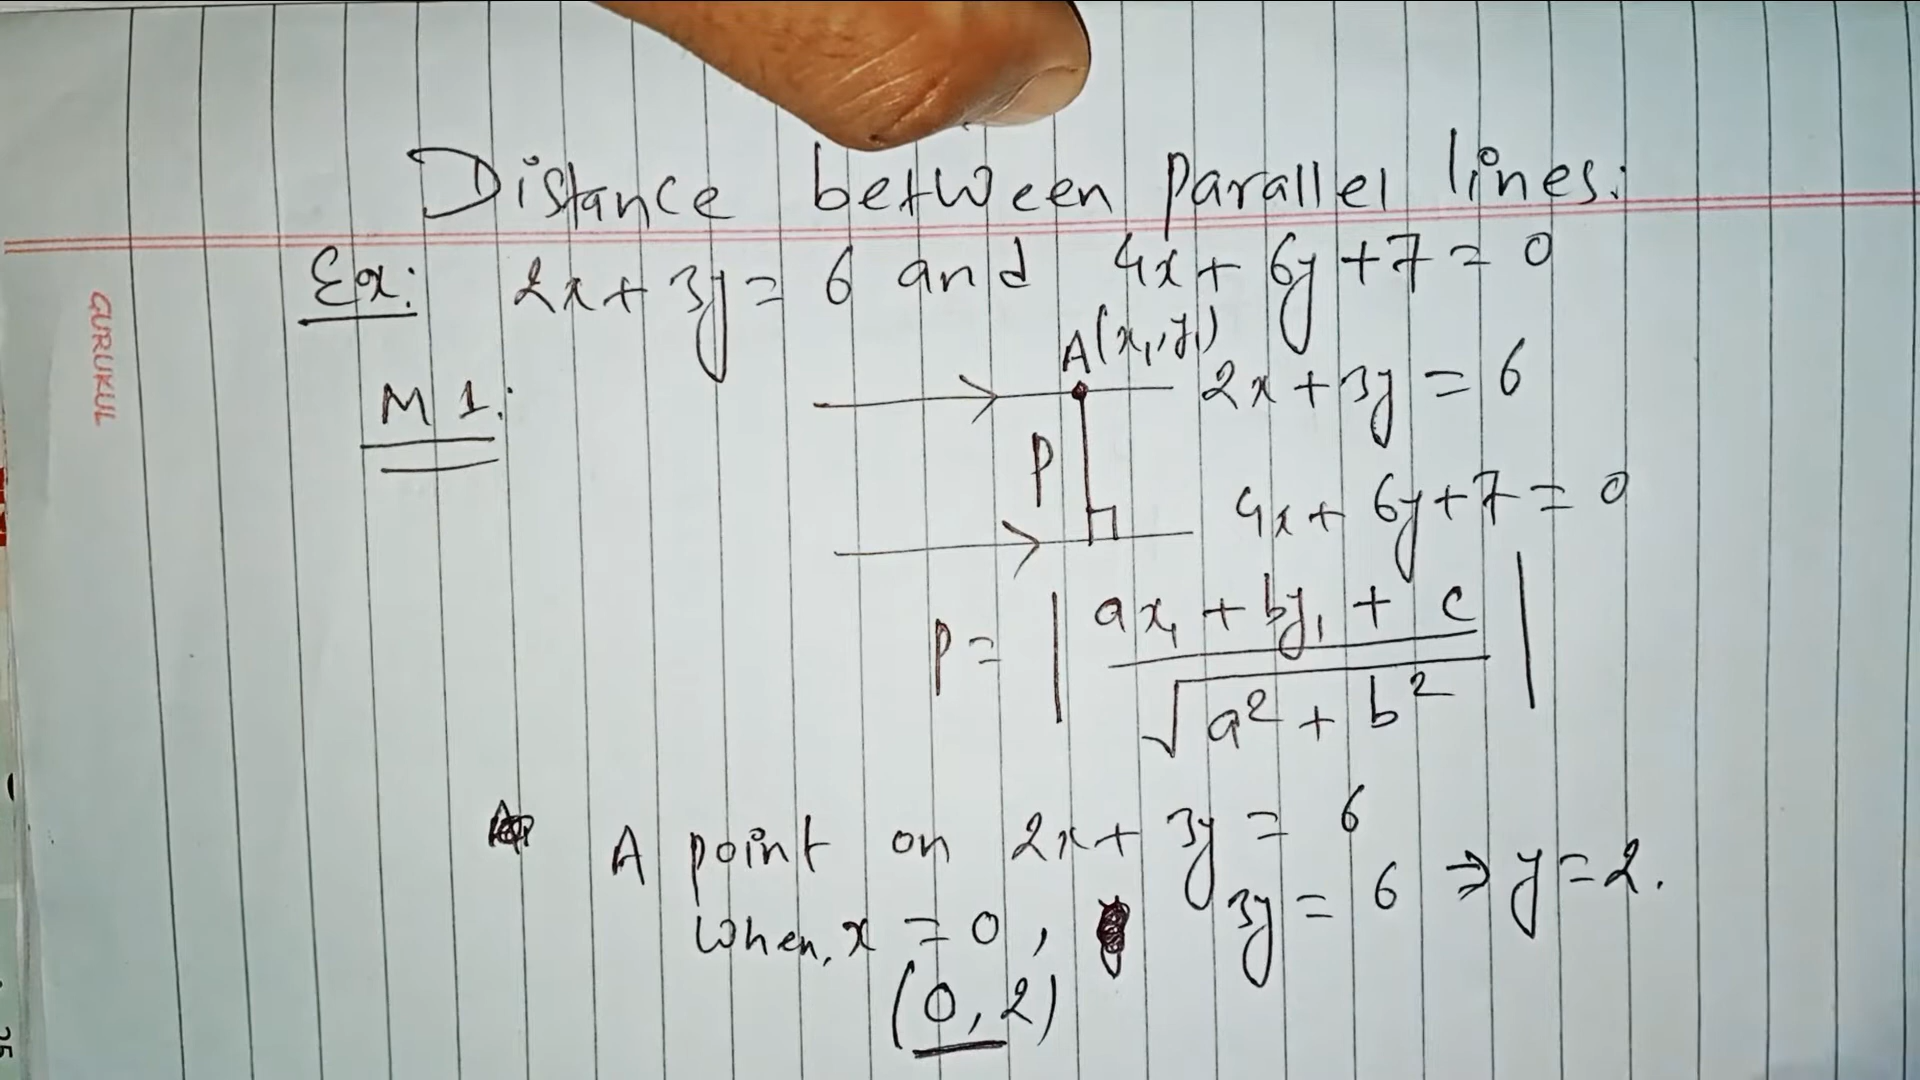 Distance between parallel lines:
Ex: 2x + 3y = 6 and 4x + 6y + 7 = 0
M 1:
A(x₁, y₁)
2x + 3y = 6
P
4x + 6y + 7 = 0
P = | ax₁ + by₁ + c / √a² + b² |
A point on 2x + 3y = 6
when, x = 0, 3y = 6 ⇒ y = 2.
(0, 2)
GURUKUL
25